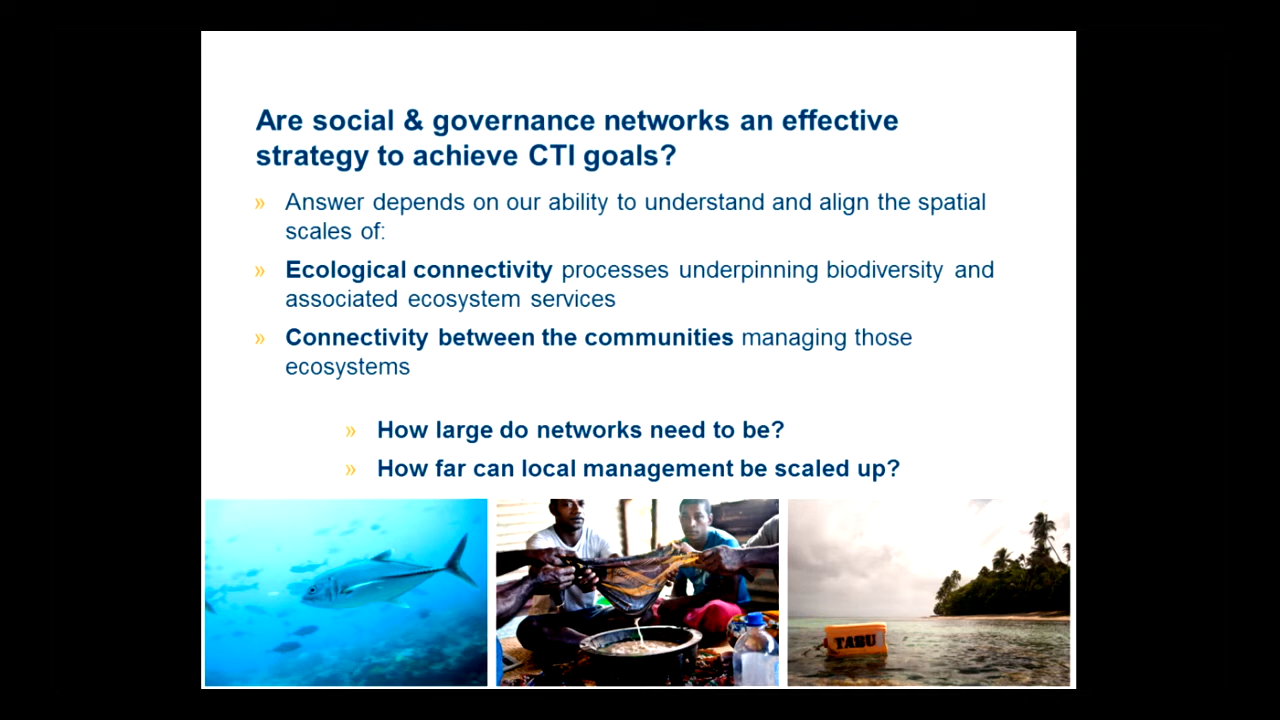 Are social & governance networks an effective
strategy to achieve CTI goals?
» Answer depends on our ability to understand and align the spatial
scales of:
» Ecological connectivity processes underpinning biodiversity and
associated ecosystem services
» Connectivity between the communities managing those
ecosystems
» How large do networks need to be?
» How far can local management be scaled up?
TABU